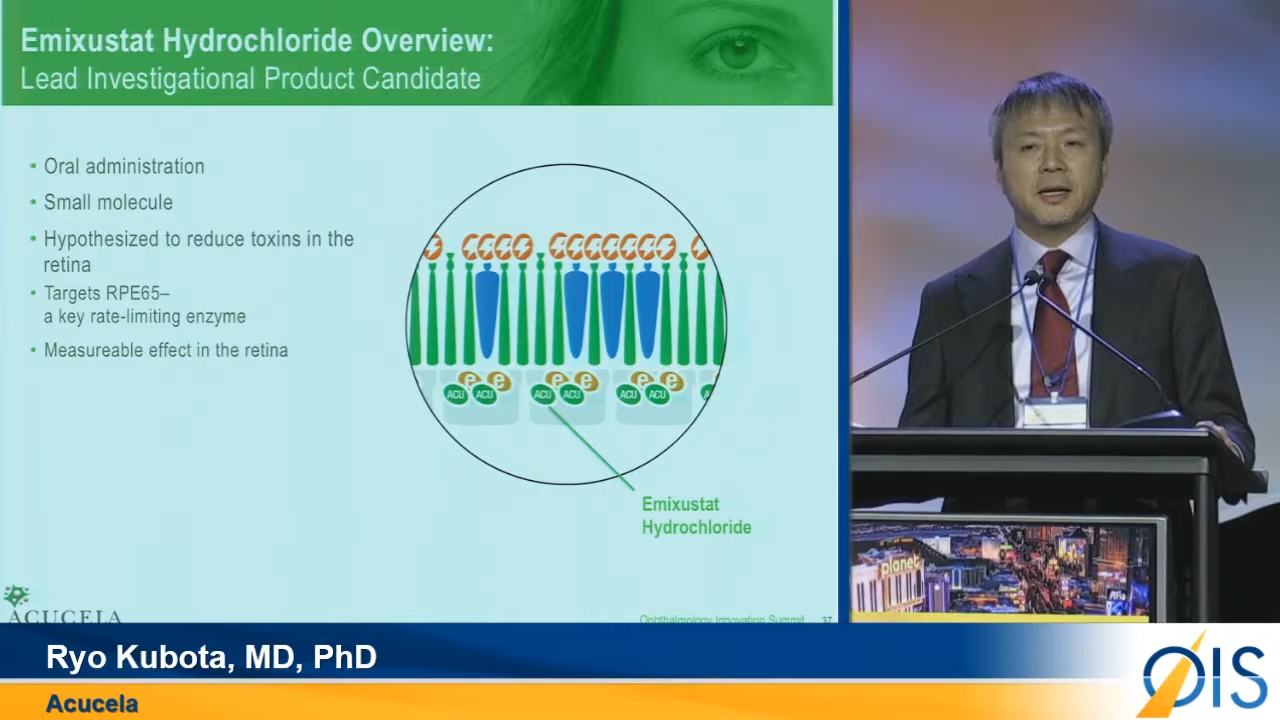 Emixustat Hydrochloride Overview:
Lead Investigational Product Candidate
• Oral administration
• Small molecule
• Hypothesized to reduce toxins in the
retina
• Targets RPE65–
a key rate-limiting enzyme
• Measureable effect in the retina
e e e e e e
ACU ACU ACU ACU ACU ACU
Emixustat
Hydrochloride
ACUCELA
Ophthalmology Innovation Summit 37
planet
Ryo Kubota, MD, PhD
Acucela
OIS